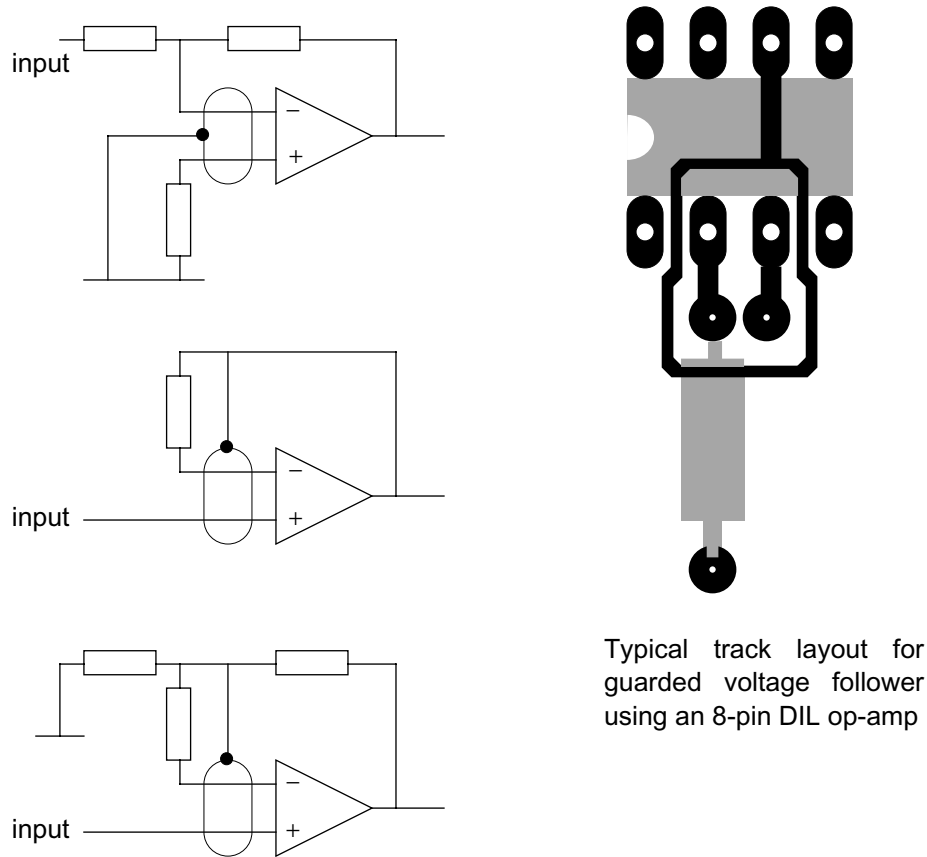 input
−
+
−
input
+
Typical track layout for
guarded voltage follower
using an 8-pin DIL op-amp
−
input
+